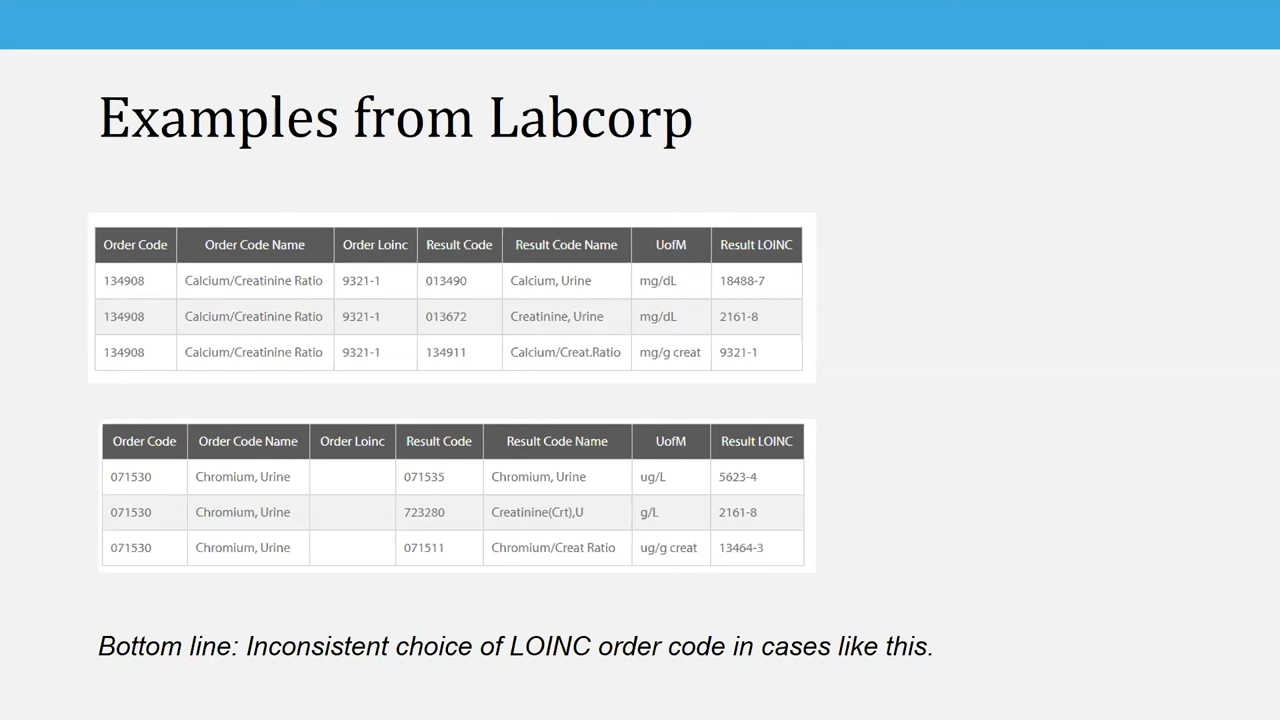 Examples from Labcorp
Order Code Order Code Name Order Loinc Result Code Result Code Name UofM Result LOINC
134908 Calcium/Creatinine Ratio 9321-1 013490 Calcium, Urine mg/dL 18488-7
134908 Calcium/Creatinine Ratio 9321-1 013672 Creatinine, Urine mg/dL 2161-8
134908 Calcium/Creatinine Ratio 9321-1 134911 Calcium/Creat.Ratio mg/g creat 9321-1
Order Code Order Code Name Order Loinc Result Code Result Code Name UofM Result LOINC
071530 Chromium, Urine 071535 Chromium, Urine ug/L 5623-4
071530 Chromium, Urine 723280 Creatinine(Crt),U g/L 2161-8
071530 Chromium, Urine 071511 Chromium/Creat Ratio ug/g creat 13464-3
Bottom line: Inconsistent choice of LOINC order code in cases like this.